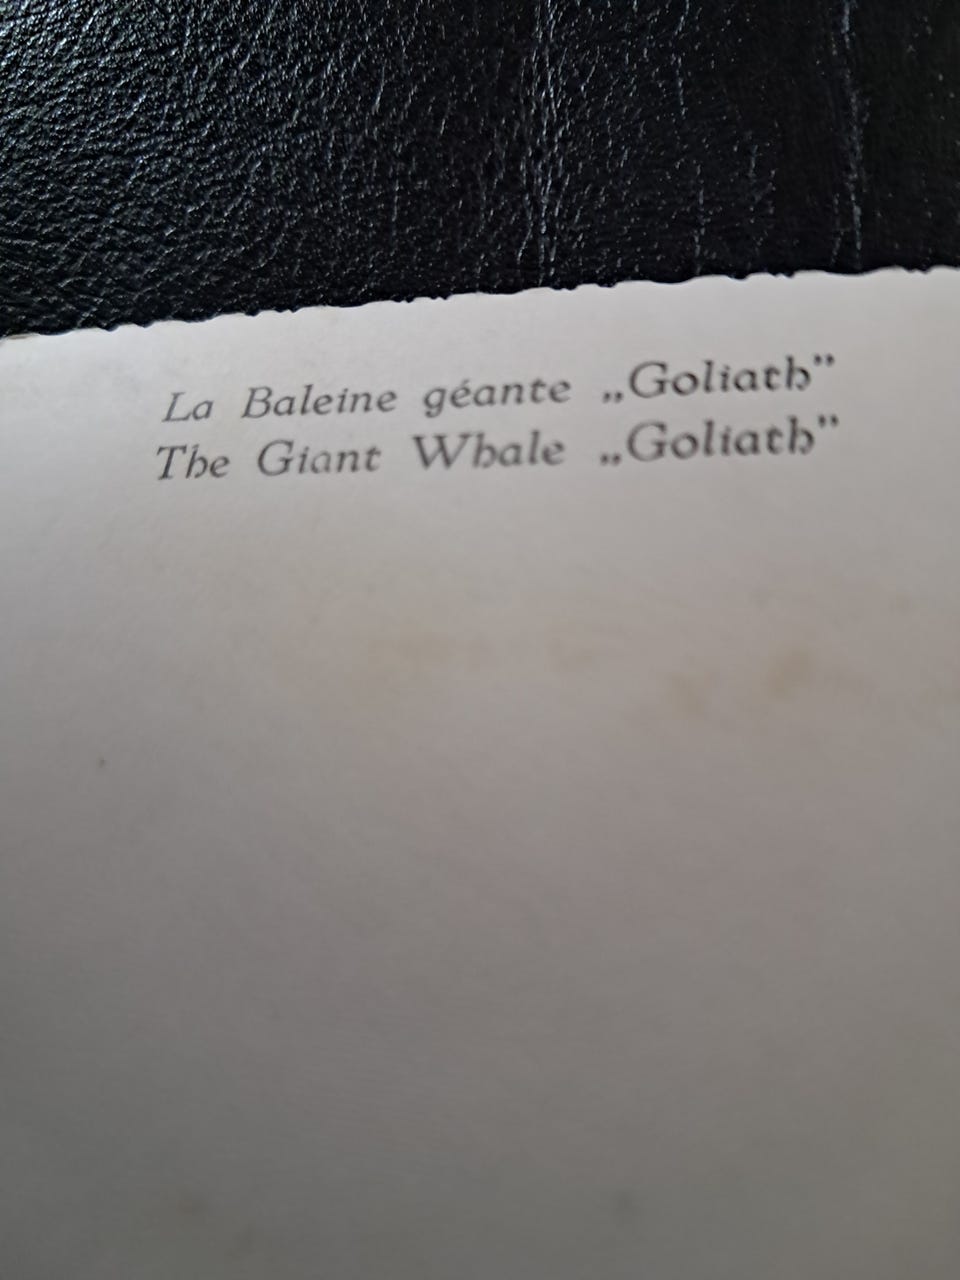 La Baleine géante „Goliath”
The Giant Whale „Goliath”